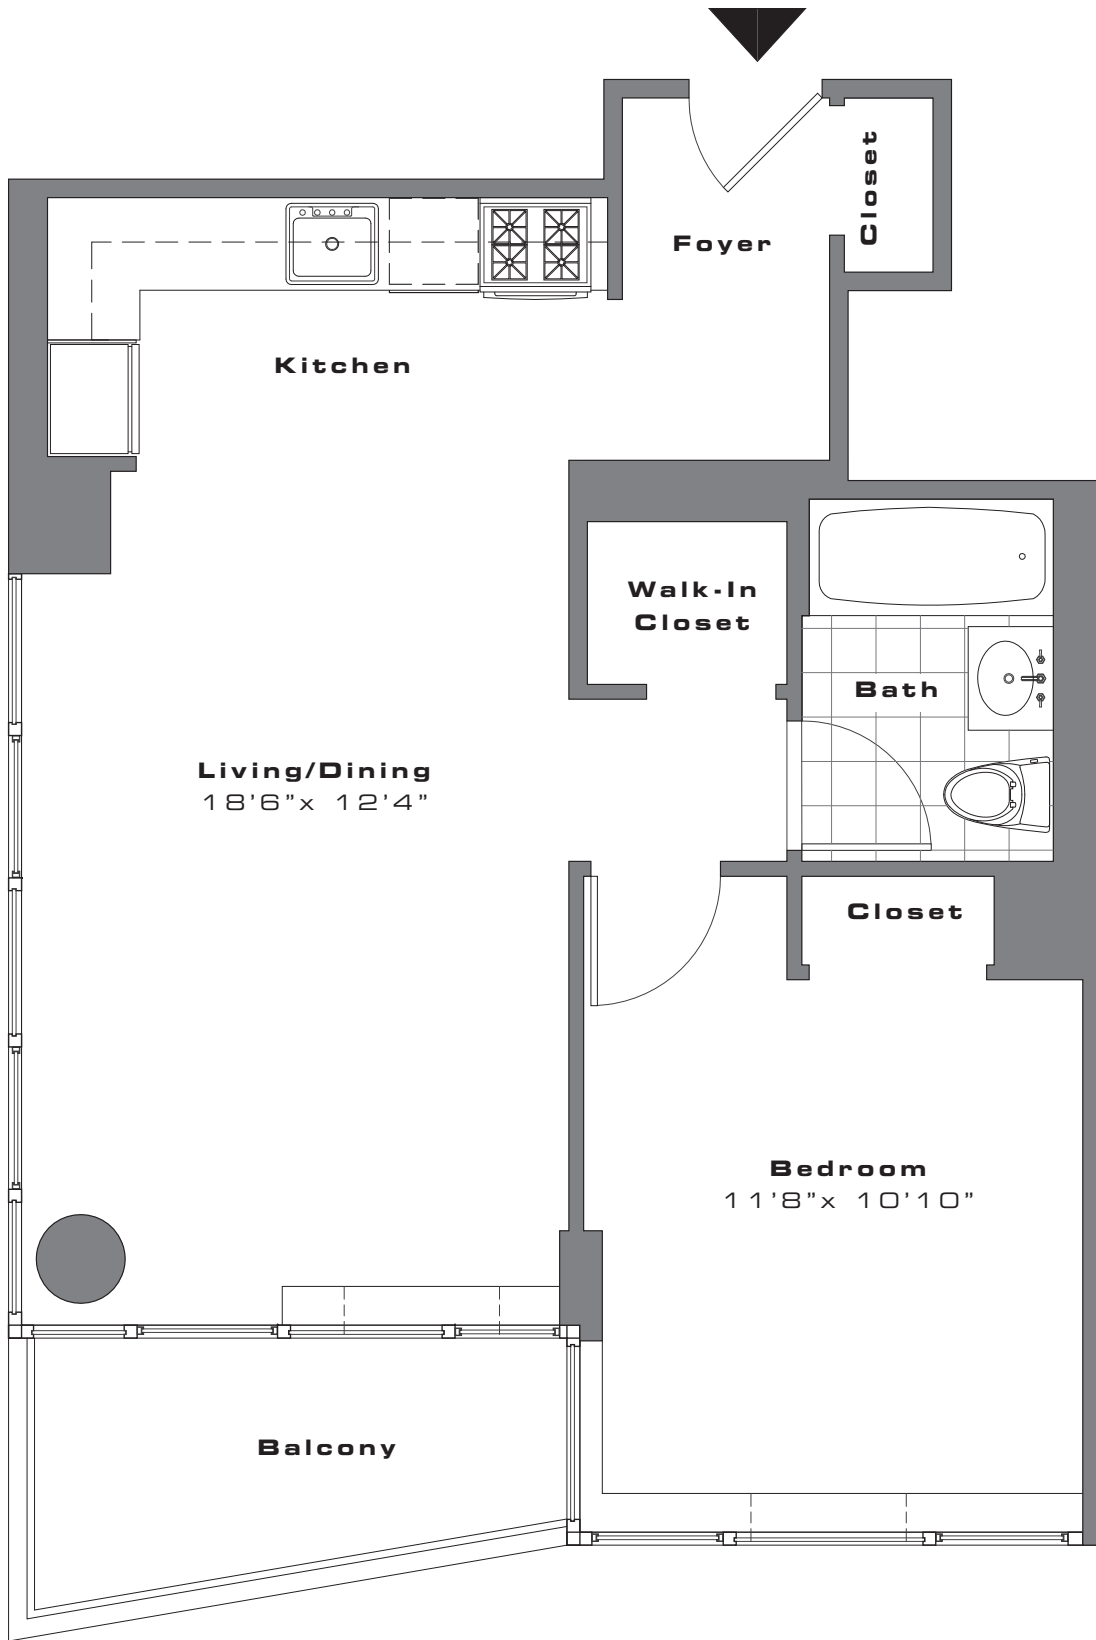 Closet
Foyer
Kitchen
Walk-In
Closet
Bath
Living/Dining
18'6"x 12'4"
Closet
Bedroom
11'8"x 10'10"
Balcony